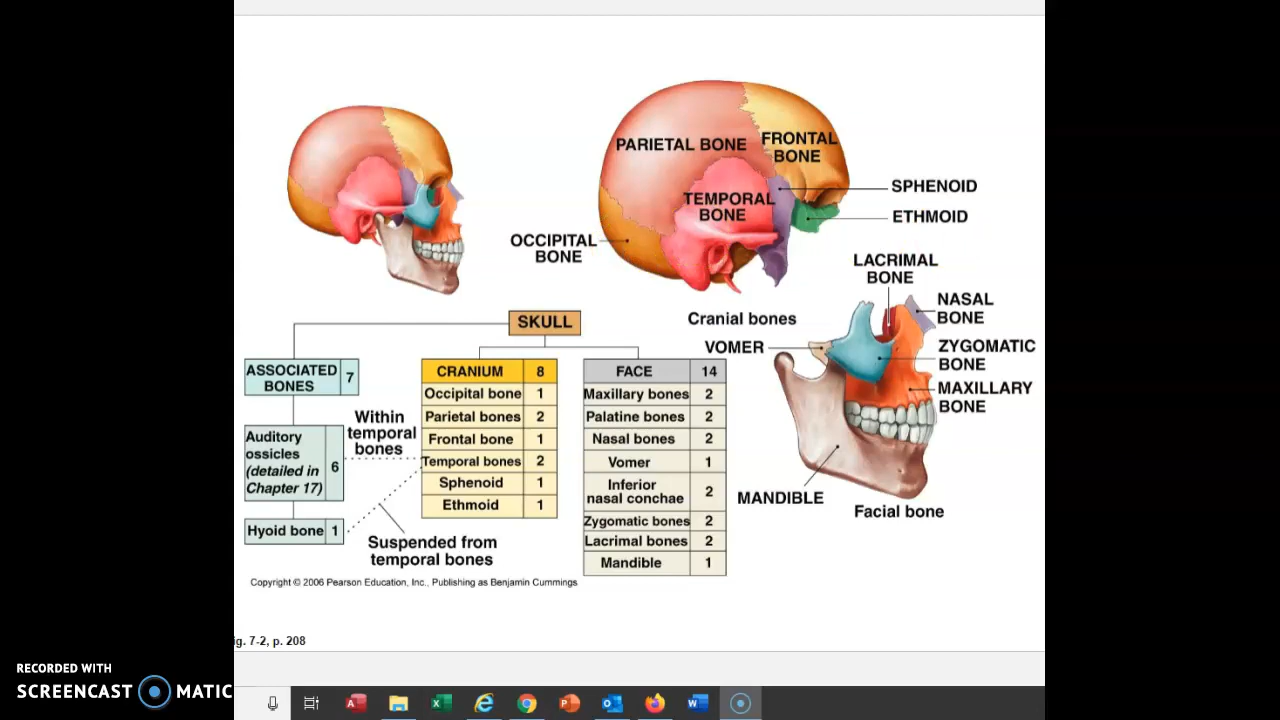 PARIETAL BONE
FRONTAL
BONE
TEMPORAL
BONE
SPHENOID
ETHMOID
OCCIPITAL
BONE
LACRIMAL
BONE
NASAL
BONE
Cranial bones
VOMER
ZYGOMATIC
BONE
MAXILLARY
BONE
MANDIBLE
Facial bone
SKULL
ASSOCIATED
BONES 7
Auditory
ossicles
(detailed in
Chapter 17) 6
Hyoid bone 1
Within
temporal
bones
Suspended from
temporal bones
CRANIUM 8
Occipital bone 1
Parietal bones 2
Frontal bone 1
Temporal bones 2
Sphenoid 1
Ethmoid 1
FACE 14
Maxillary bones 2
Palatine bones 2
Nasal bones 2
Vomer 1
Inferior
nasal conchae 2
Zygomatic bones 2
Lacrimal bones 2
Mandible 1
Copyright © 2006 Pearson Education, Inc., Publishing as Benjamin Cummings
ig. 7-2, p. 208
RECORDED WITH
SCREENCAST MATIC